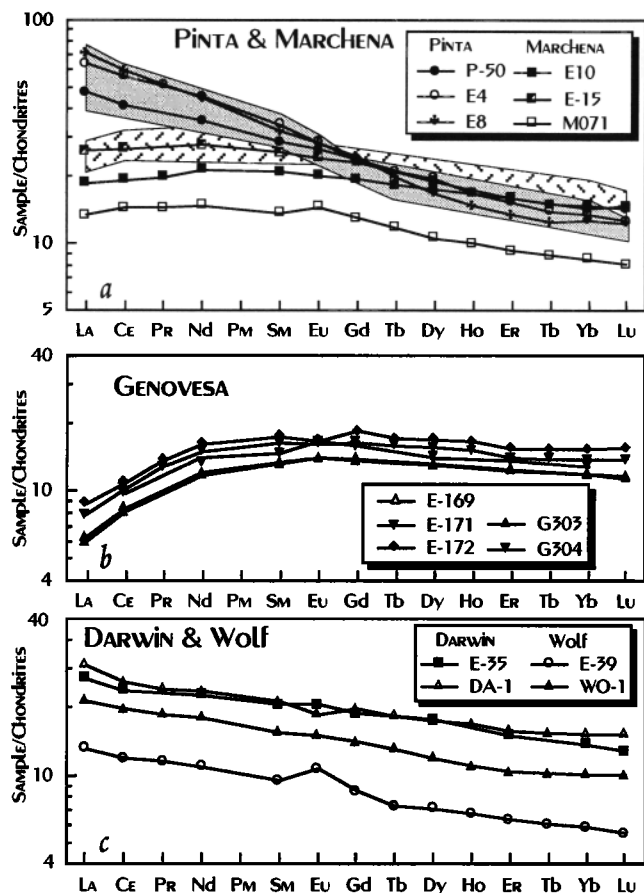 100
PINTA & MARCHENA
PINTA MARCHENA
P-50 E10
E4 E-15
E8 M071
SAMPLE/CHONDRITES
10
5
a
LA CE PR Nd PM SM EU Gd Tb DY HO ER Tb Yb LU
40
GENOVESA
SAMPLE/CHONDRITES
10
E-169
E-171 G303
E-172 G304
b
4
LA CE PR Nd PM SM EU Gd Tb DY HO ER Tb Yb LU
40
DARWIN & WOLF
DARWIN WOLF
E-35 E-39
DA-1 WO-1
SAMPLE/CHONDRITES
10
c
4
LA CE PR Nd PM SM EU Gd Tb DY HO ER Tb Yb LU